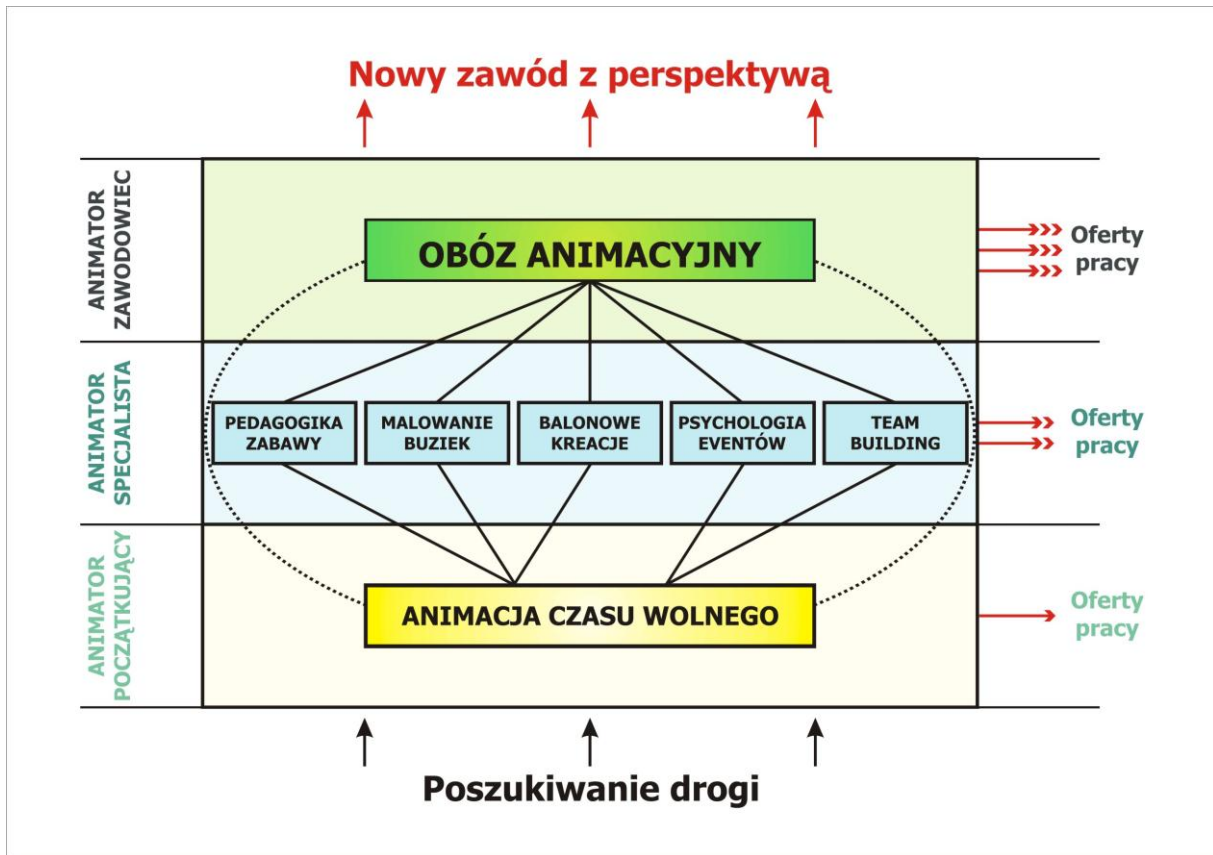 Nowy zawód z perspektywą
ANIMATOR
ZAWODOWIEC
OBÓZ ANIMACYJNY
Oferty
pracy
ANIMATOR
SPECJALISTA
PEDAGOGIKA
ZABAWY
MALOWANIE
BUZIEK
BALONOWE
KREACJE
PSYCHOLOGIA
EVENTÓW
TEAM
BUILDING
Oferty
pracy
ANIMATOR
POCZĄTKUJĄCY
ANIMACJA CZASU WOLNEGO
Oferty
pracy
Poszukiwanie drogi